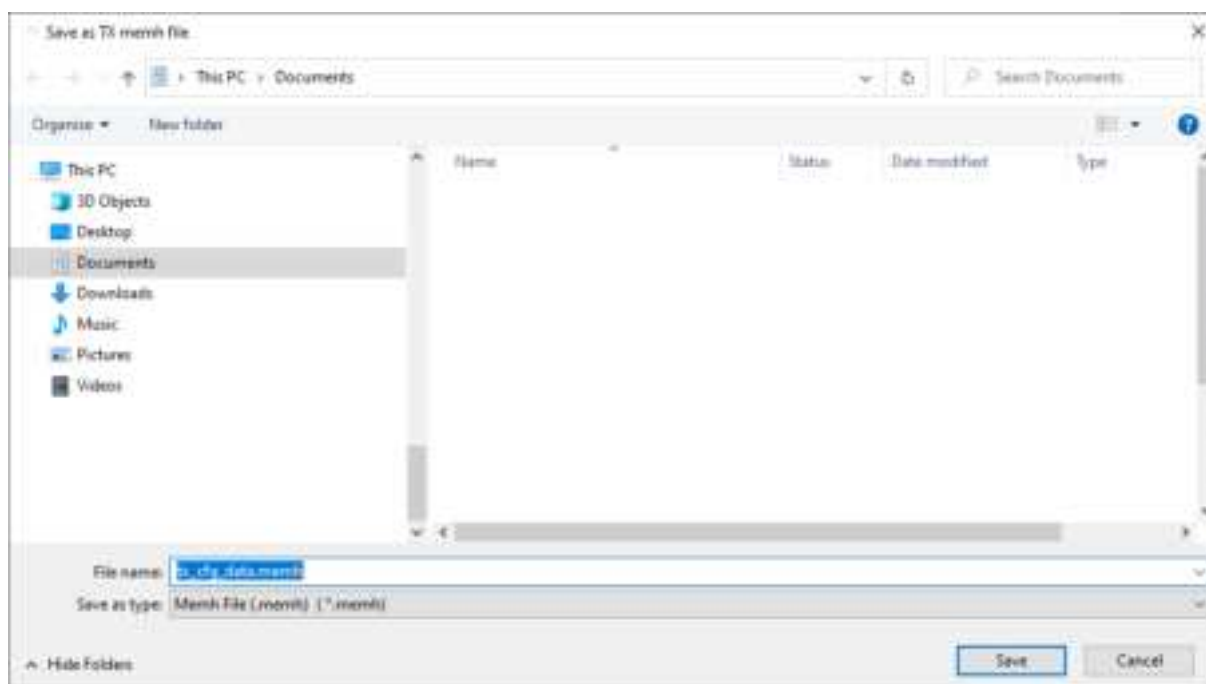 Save as TX memh file
This PC › Documents
Search Documents
Organise
New folder
Name
Status
Date modified
Type
This PC
3D Objects
Desktop
Documents
Downloads
Music
Pictures
Videos
File name: tx_cfg_data.memh
Save as type: Memh File (.memh) (*.memh)
Hide Folders
Save
Cancel